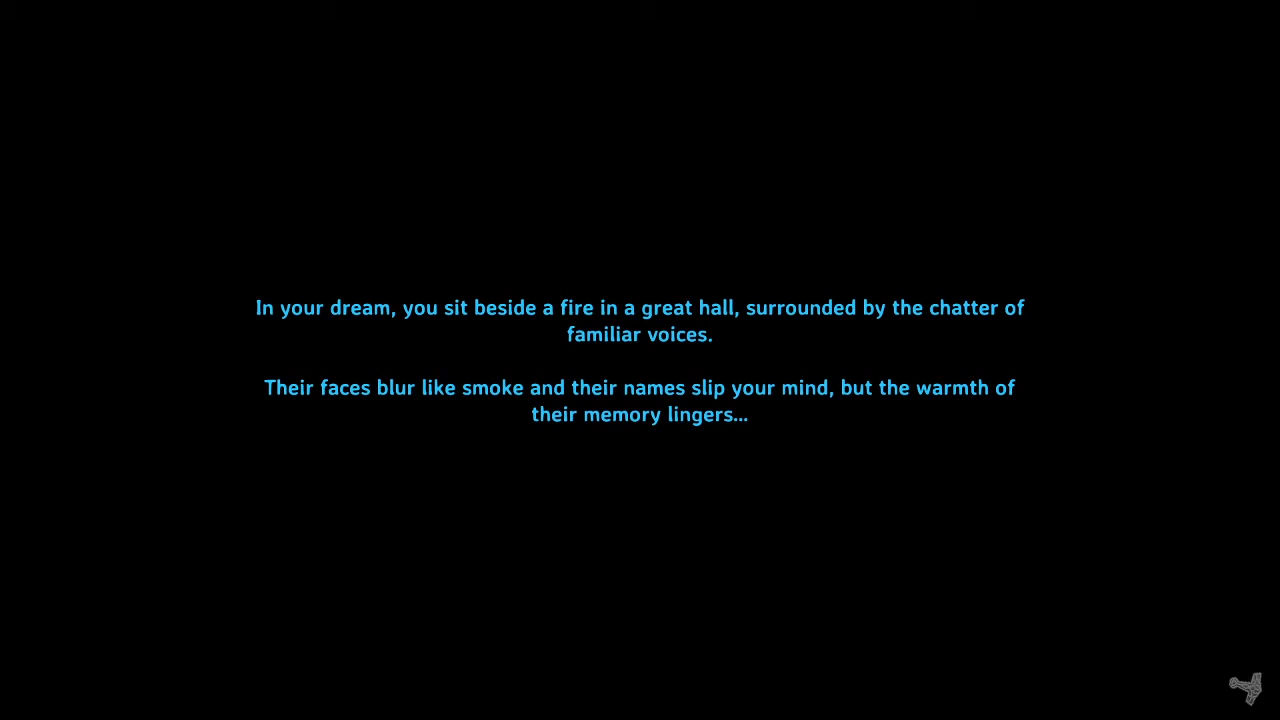 In your dream, you sit beside a fire in a great hall, surrounded by the chatter of
familiar voices.
Their faces blur like smoke and their names slip your mind, but the warmth of
their memory lingers...